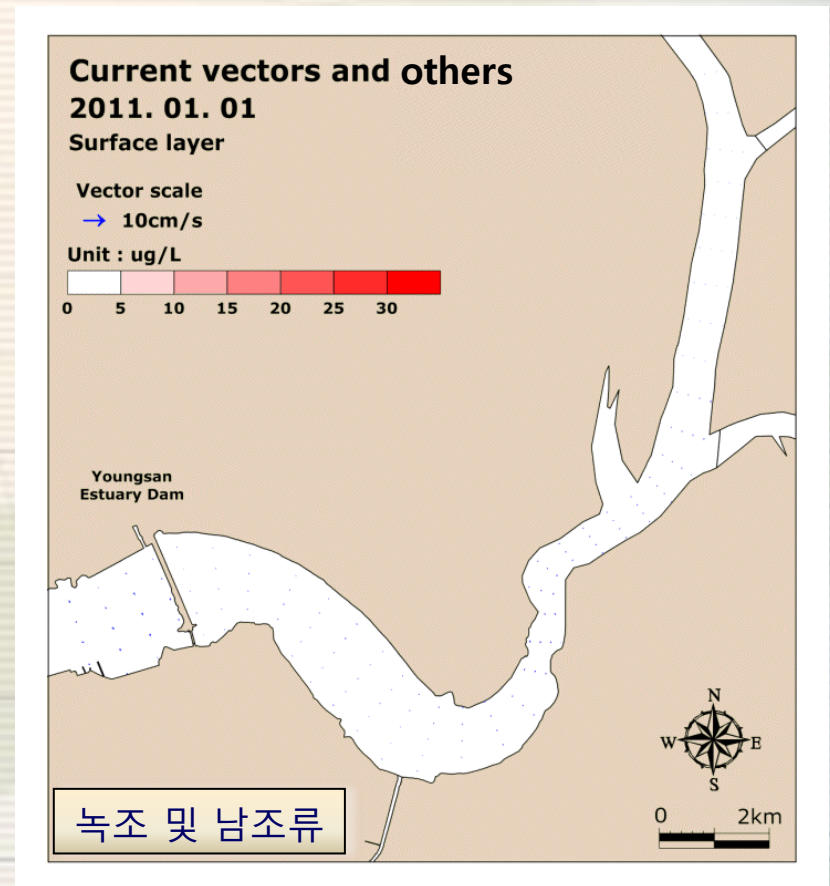 Current vectors and others
2011. 01. 01
Surface layer
Vector scale
→ 10cm/s
Unit : ug/L
0 5 10 15 20 25 30
Youngsan
Estuary Dam
N
W E
S
0 2km
녹조 및 남조류